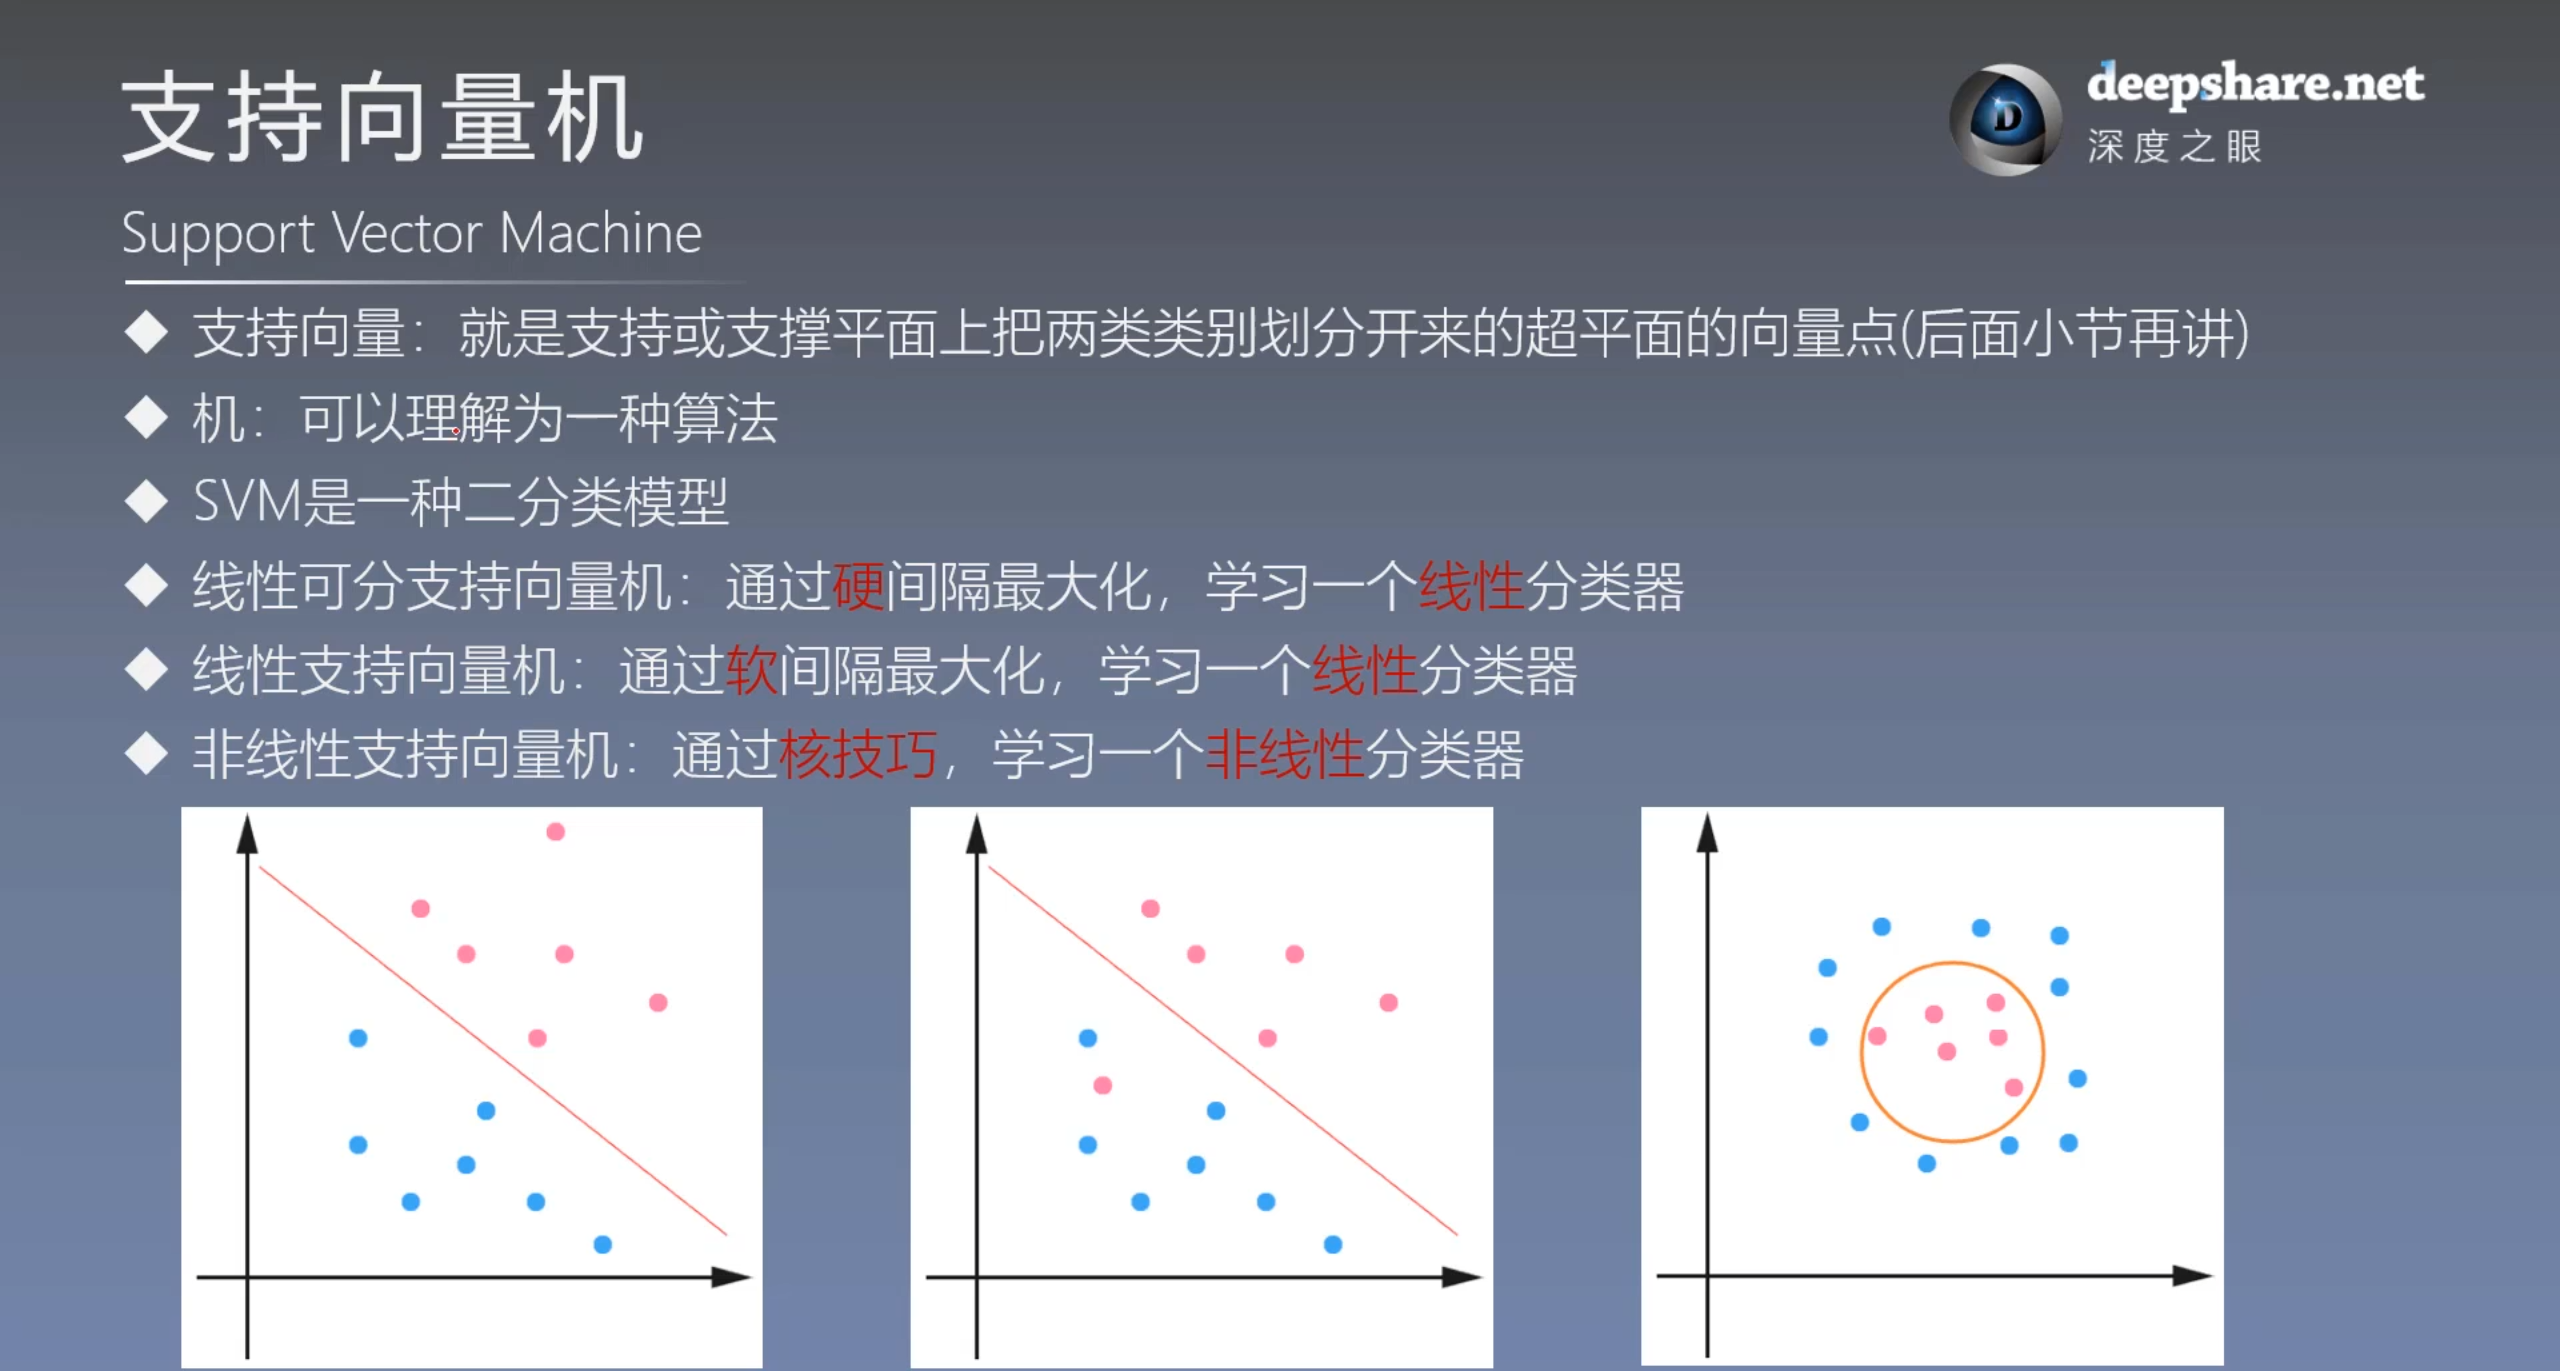 支持向量机
deepshare.net
深度之眼
Support Vector Machine
支持向量：就是支持或支撑平面上把两类类别划分开来的超平面的向量点(后面小节再讲)
机：可以理解为一种算法
SVM是一种二分类模型
线性可分支持向量机：通过硬间隔最大化，学习一个线性分类器
线性支持向量机：通过软间隔最大化，学习一个线性分类器
非线性支持向量机：通过核技巧，学习一个非线性分类器